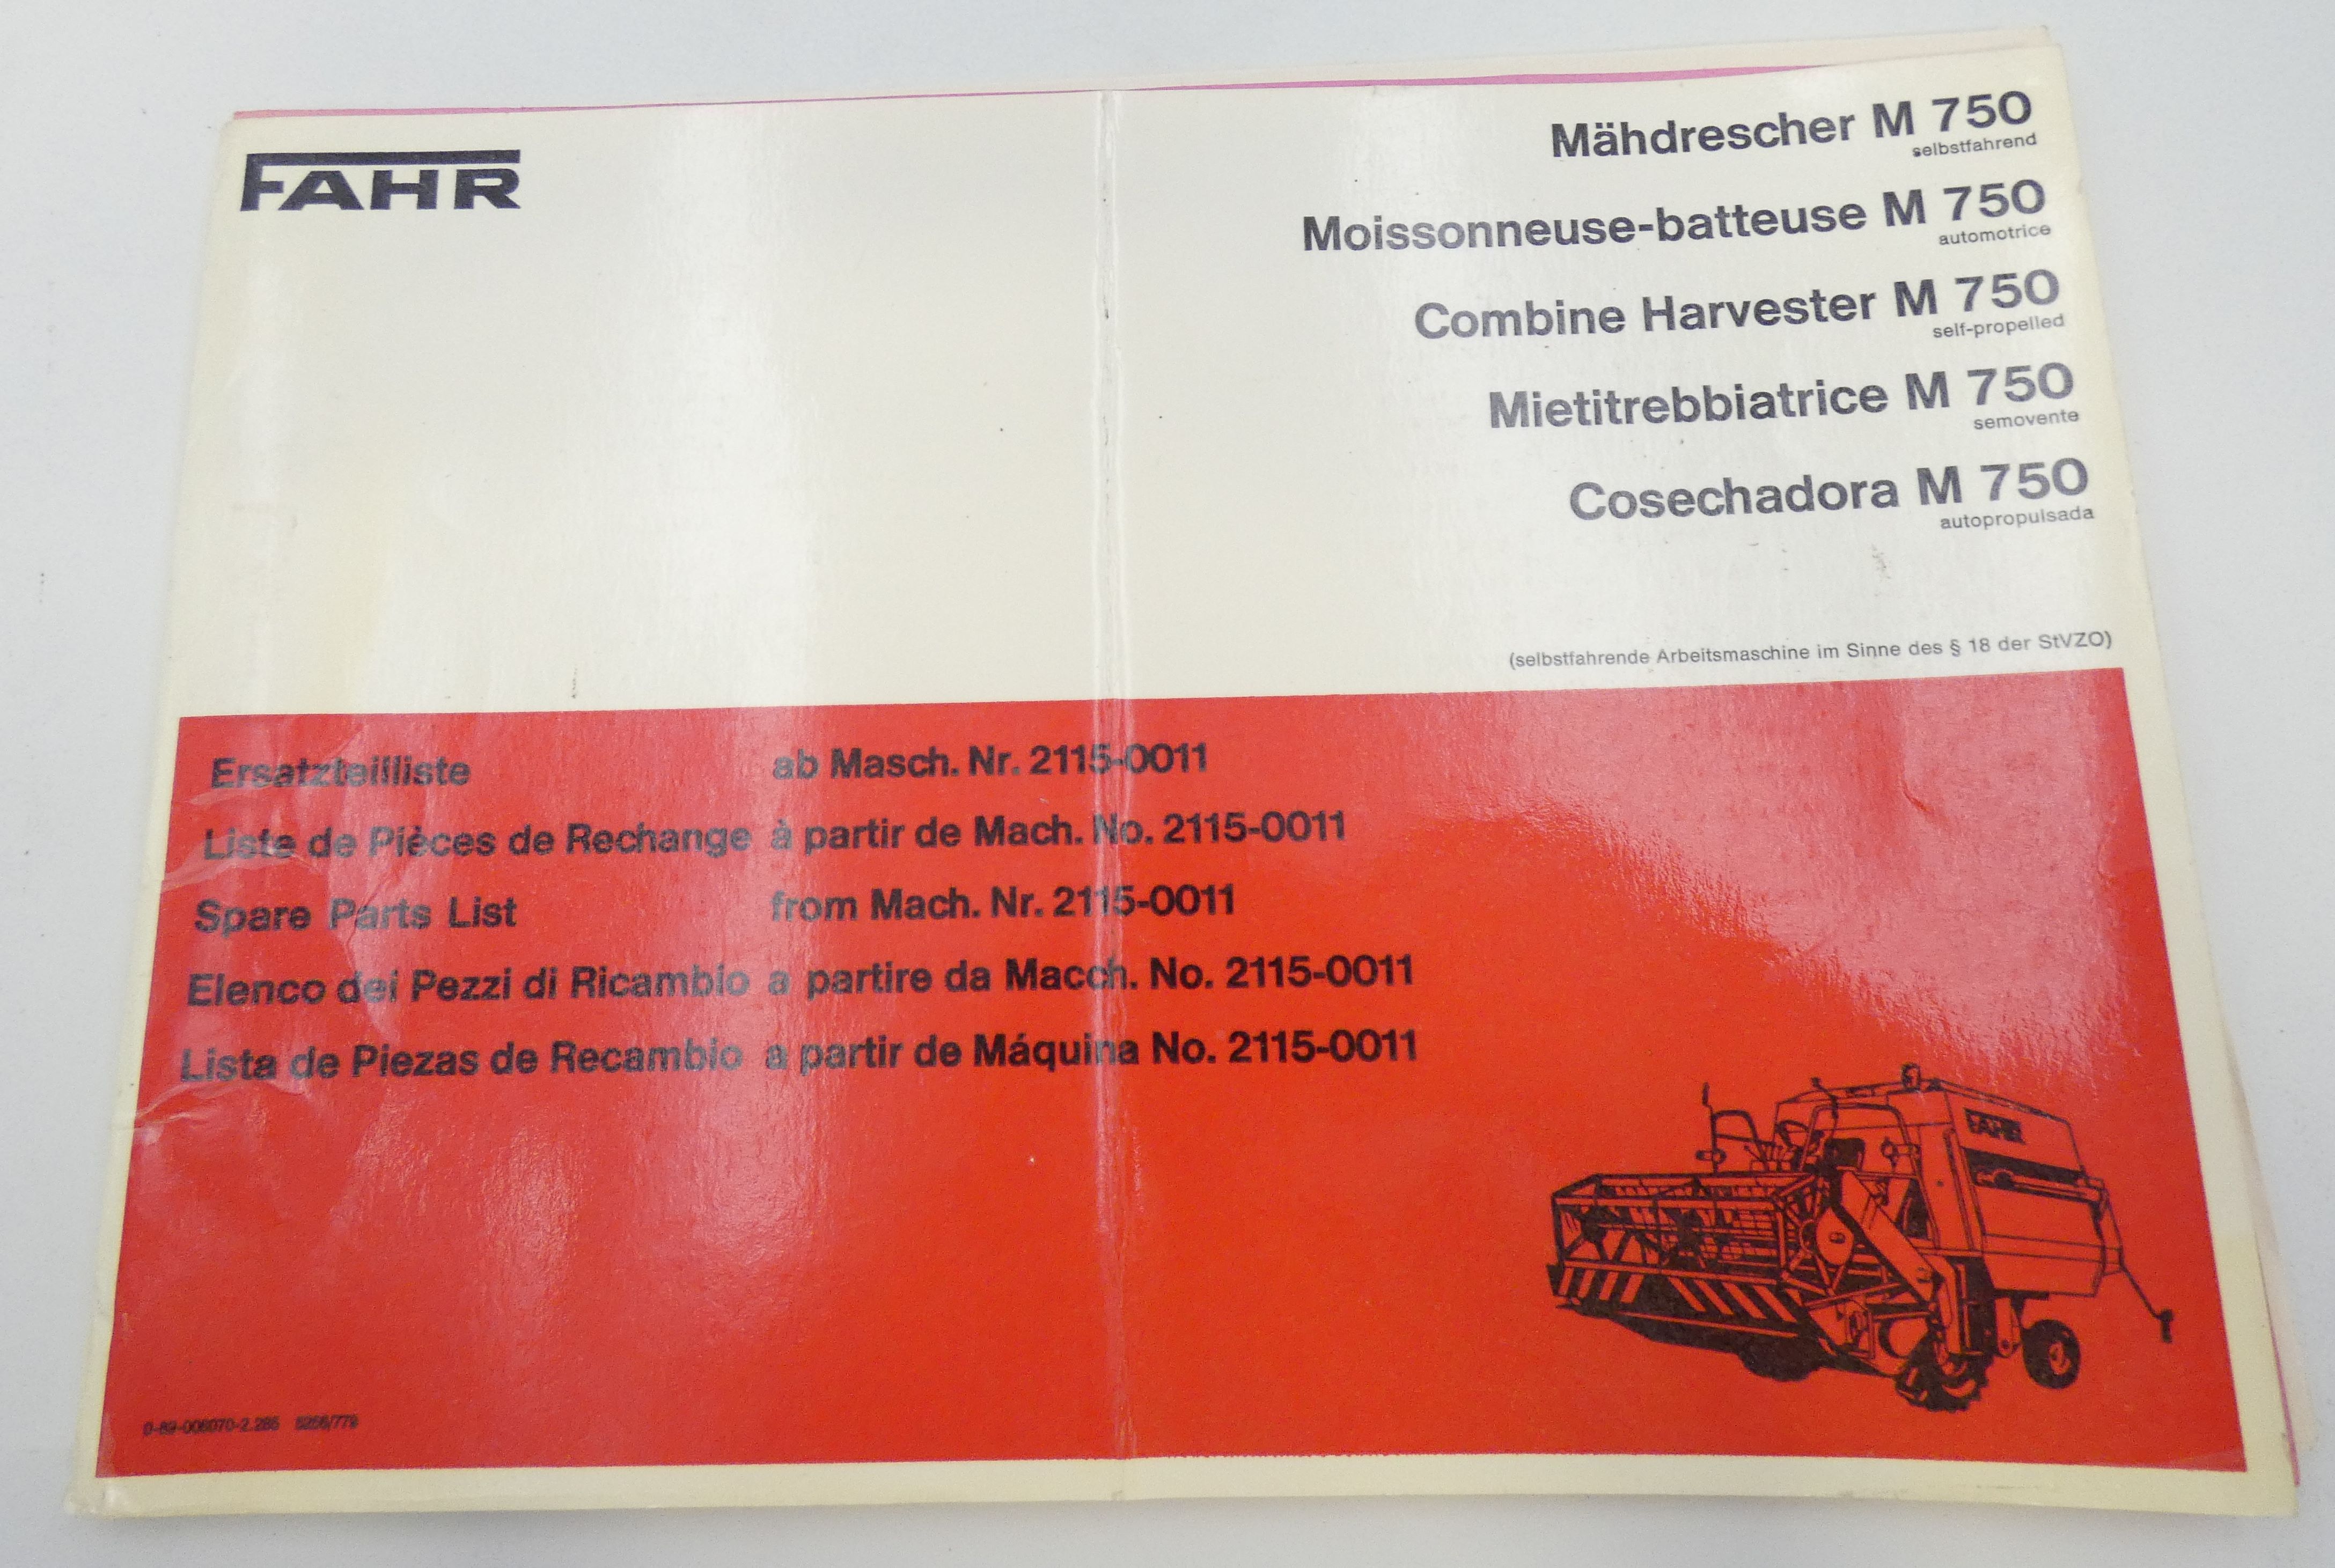 FAHR
Mähdrescher M 750
selbstfahrend
Moissonneuse-batteuse M 750
automotrice
Combine Harvester M 750
self-propelled
Mietitrebbiatrice M 750
semovente
Cosechadora M 750
autopropulsada
(selbstfahrende Arbeitsmaschine im Sinne des § 18 der StVZO)
Ersatzteilliste ab Masch. Nr. 2115-0011
Liste de Pièces de Rechange à partir de Mach. No. 2115-0011
Spare Parts List from Mach. Nr. 2115-0011
Elenco dei Pezzi di Ricambio a partire da Macch. No. 2115-0011
Lista de Piezas de Recambio a partir de Máquina No. 2115-0011
FAHR